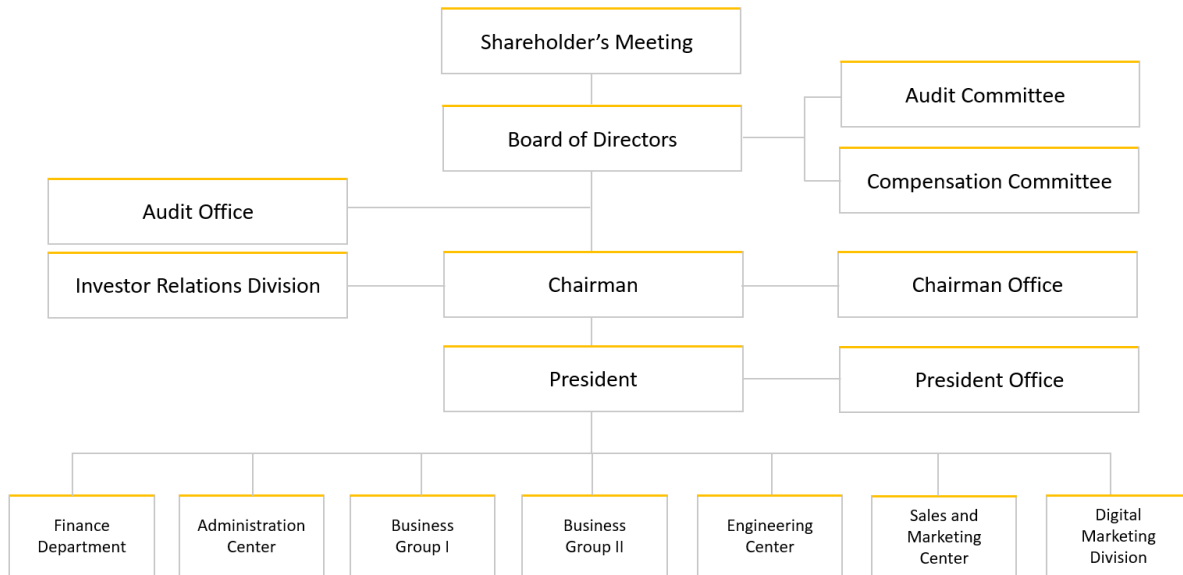 Shareholder’s Meeting
Audit Committee
Board of Directors
Compensation Committee
Audit Office
Investor Relations Division
Chairman
Chairman Office
President
President Office
Finance
Department
Administration
Center
Business
Group I
Business
Group II
Engineering
Center
Sales and
Marketing
Center
Digital
Marketing
Division